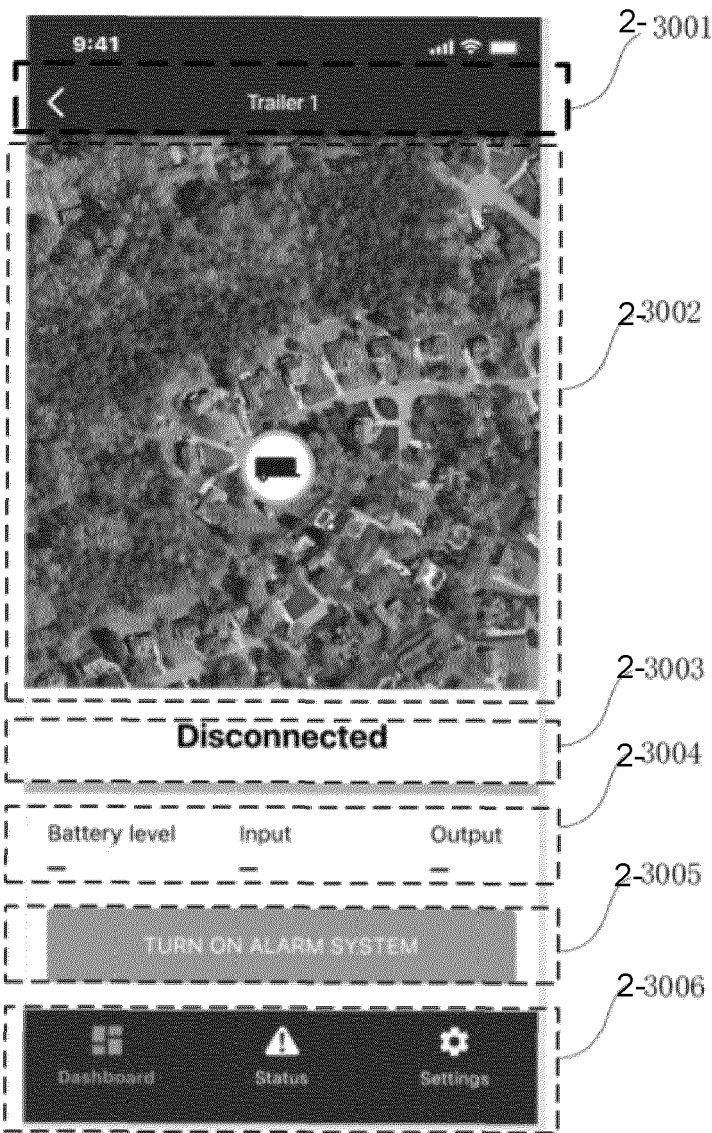 9:41
2-3001
Trailer 1
2-3002
2-3003
Disconnected
2-3004
Battery level Input Output
– – –
2-3005
TURN ON ALARM SYSTEM
2-3006
Dashboard Status Settings